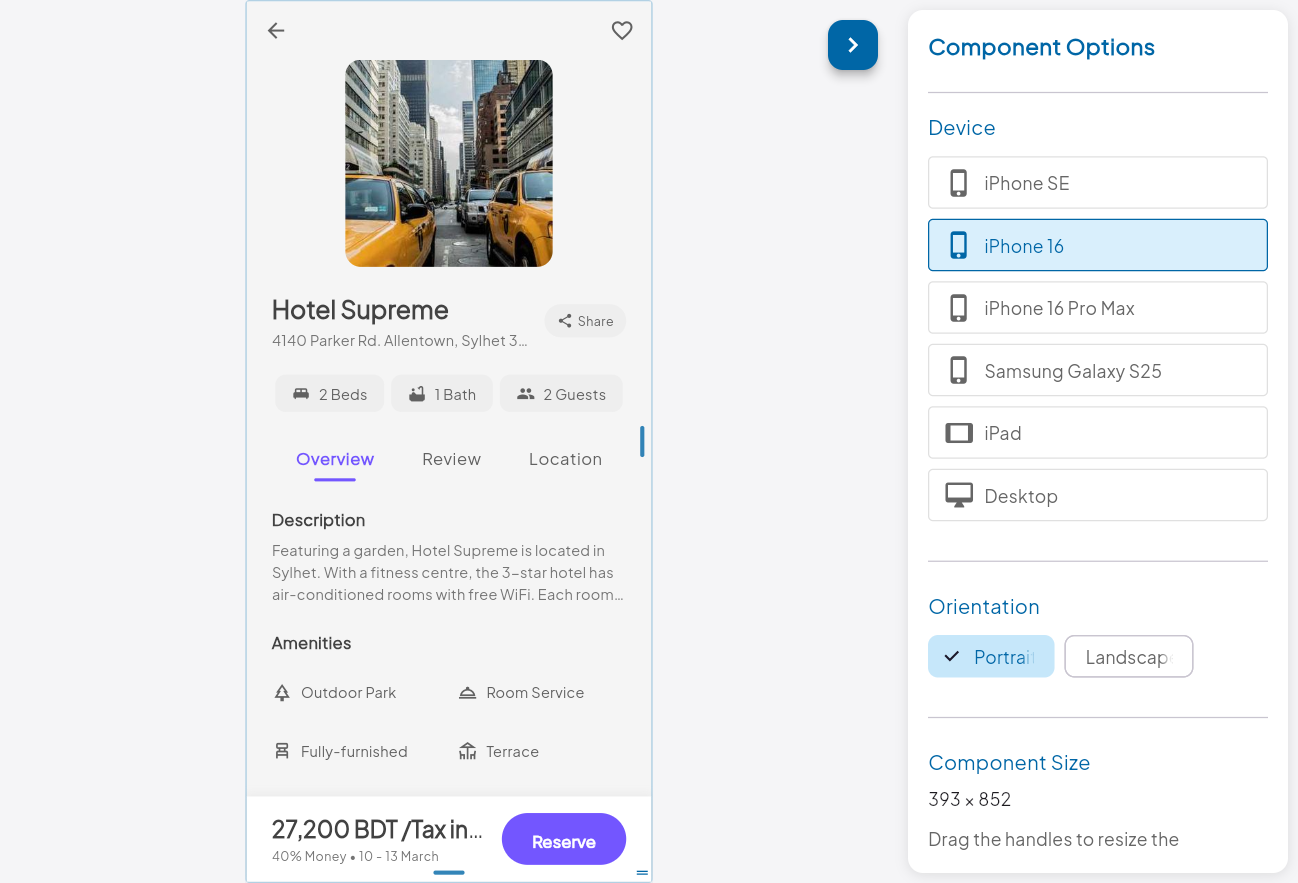 Hotel Supreme
4140 Parker Rd. Allentown, Sylhet 3...
Share
2 Beds
1 Bath
2 Guests
Overview
Review
Location
Description
Featuring a garden, Hotel Supreme is located in
Sylhet. With a fitness centre, the 3-star hotel has
air-conditioned rooms with free WiFi. Each room...
Amenities
Outdoor Park
Room Service
Fully-furnished
Terrace
27,200 BDT /Tax in...
40% Money • 10 - 13 March
Reserve
Component Options
Device
iPhone SE
iPhone 16
iPhone 16 Pro Max
Samsung Galaxy S25
iPad
Desktop
Orientation
Portrait
Landscap
Component Size
393 × 852
Drag the handles to resize the